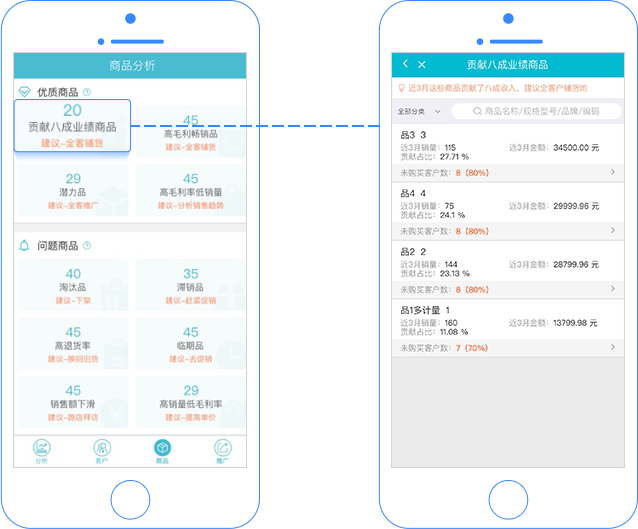 商品分析
优质商品
20
贡献八成业绩商品
建议-全客铺货
45
高毛利畅销品
建议-全客铺货
29
潜力品
建议-全客推广
45
高毛利率低销量
建议-分析销售趋势
问题商品
40
淘汰品
建议-下架
35
滞销品
建议-赶紧促销
45
高退货率
建议-换回旧货
45
临期品
建议-去促销
45
销售额下滑
建议-跑店拜访
29
高销量低毛利率
建议-提高单价
分析
客户
商品
推广
贡献八成业绩商品
近3月这些商品贡献了八成收入，建议全客户铺货哟
全部分类
商品名称/规格型号/品牌/编码
品3 3
近3月销量：115 近3月金额：34500.00 元
贡献占比：27.71 %
未购买客户数：8（80%）
品4 4
近3月销量：75 近3月金额：29999.96 元
贡献占比：24.1 %
未购买客户数：8（80%）
品2 2
近3月销量：144 近3月金额：28799.96 元
贡献占比：23.13 %
未购买客户数：8（80%）
品1多计量 1
近3月销量：160 近3月金额：13799.98 元
贡献占比：11.08 %
未购买客户数：7（70%）